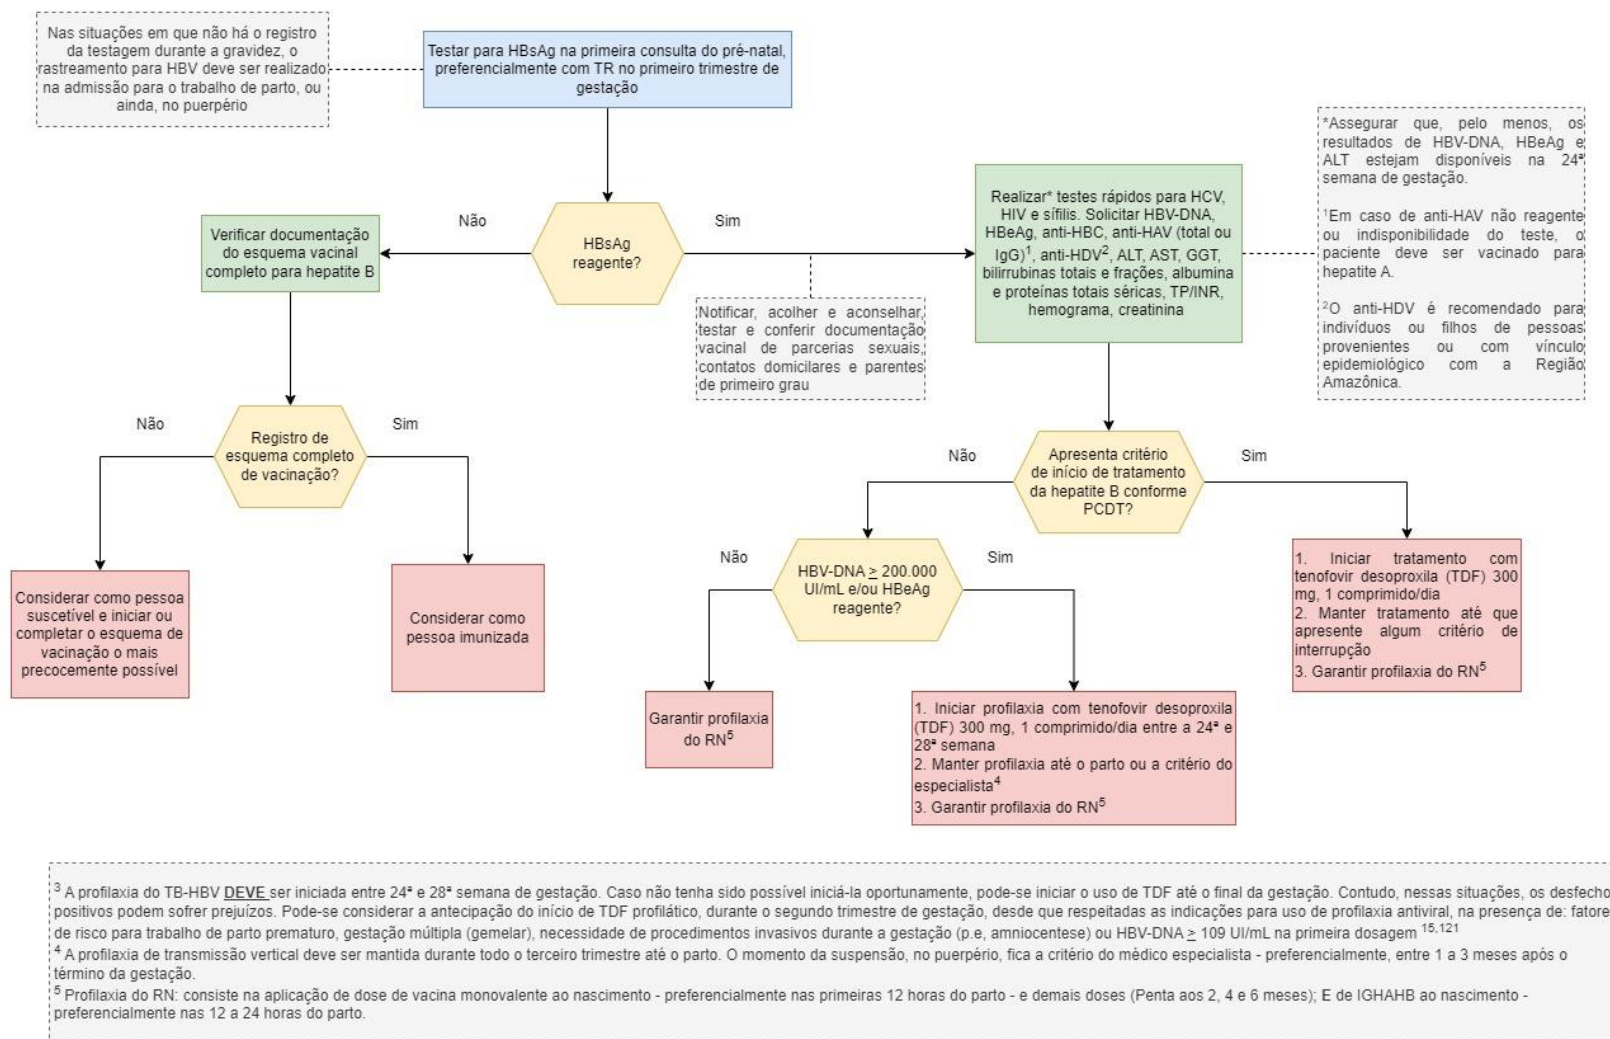 Nas situações em que não há o registro
da testagem durante a gravidez, o
rastreamento para HBV deve ser realizado
na admissão para o trabalho de parto, ou
ainda, no puerpério
Testar para HBsAg na primeira consulta do pré-natal,
preferencialmente com TR no primeiro trimestre de
gestação
*Assegurar que, pelo menos, os
resultados de HBV-DNA, HBeAg e
ALT estejam disponíveis na 24ª
semana de gestação.
¹Em caso de anti-HAV não reagente
ou indisponibilidade do teste, o
paciente deve ser vacinado para
hepatite A.
²O anti-HDV é recomendado para
indivíduos ou filhos de pessoas
provenientes ou com vínculo
epidemiológico com a Região
Amazônica.
Realizar* testes rápidos para HCV,
HIV e sífilis. Solicitar HBV-DNA,
HBeAg, anti-HBC, anti-HAV (total ou
IgG)¹, anti-HDV², ALT, AST, GGT,
bilirrubinas totais e frações, albumina
e proteínas totais séricas, TP/INR,
hemograma, creatinina
Não
Sim
HBsAg
reagente?
Verificar documentação
do esquema vacinal
completo para hepatite B
Notificar, acolher e aconselhar,
testar e conferir documentação
vacinal de parcerias sexuais,
contatos domicilares e parentes
de primeiro grau
Não
Sim
Registro de
esquema completo
de vacinação?
Não
Sim
Apresenta critério
de início de tratamento
da hepatite B conforme
PCDT?
Considerar como pessoa
suscetível e iniciar ou
completar o esquema de
vacinação o mais
precocemente possível
Considerar como
pessoa imunizada
Não
Sim
HBV-DNA ≥ 200.000
UI/mL e/ou HBeAg
reagente?
1. Iniciar tratamento com
tenofovir desoproxila (TDF) 300
mg, 1 comprimido/dia
2. Manter tratamento até que
apresente algum critério de
interrupção
3. Garantir profilaxia do RN⁵
Garantir profilaxia
do RN⁵
1. Iniciar profilaxia com tenofovir desoproxila
(TDF) 300 mg, 1 comprimido/dia entre a 24ª e
28ª semana
2. Manter profilaxia até o parto ou a critério do
especialista⁴
3. Garantir profilaxia do RN⁵
³ A profilaxia do TB-HBV DEVE ser iniciada entre 24ª e 28ª semana de gestação. Caso não tenha sido possível iniciá-la oportunamente, pode-se iniciar o uso de TDF até o final da gestação. Contudo, nessas situações, os desfecho
positivos podem sofrer prejuízos. Pode-se considerar a antecipação do início de TDF profilático, durante o segundo trimestre de gestação, desde que respeitadas as indicações para uso de profilaxia antiviral, na presença de: fatore
de risco para trabalho de parto prematuro, gestação múltipla (gemelar), necessidade de procedimentos invasivos durante a gestação (p.e, amniocentese) ou HBV-DNA ≥ 109 UI/mL na primeira dosagem ¹⁵,¹²¹
⁴ A profilaxia de transmissão vertical deve ser mantida durante todo o terceiro trimestre até o parto. O momento da suspensão, no puerpério, fica a critério do médico especialista - preferencialmente, entre 1 a 3 meses após o
término da gestação.
⁵ Profilaxia do RN: consiste na aplicação de dose de vacina monovalente ao nascimento - preferencialmente nas primeiras 12 horas do parto - e demais doses (Penta aos 2, 4 e 6 meses); E de IGHAHB ao nascimento -
preferencialmente nas 12 a 24 horas do parto.